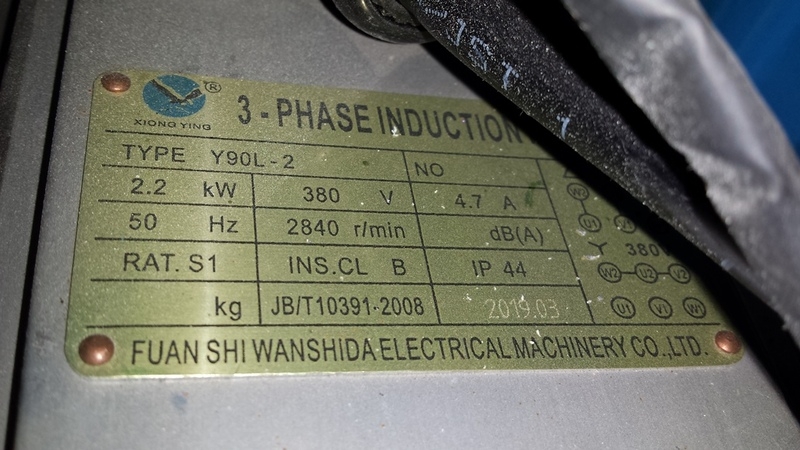 XIONG YING ®
3-PHASE INDUCTION
TYPE Y90L-2 NO
2.2 kW 380 V 4.7 A
50 Hz 2840 r/min dB(A)
RAT. S1 INS.CL B IP 44
kg JB/T10391-2008 2019.03
W2
U1
Y 380
W2 U2 V2
U1 V1 W1
FUAN SHI WANSHIDA ELECTRICAL MACHINERY CO.,LTD.